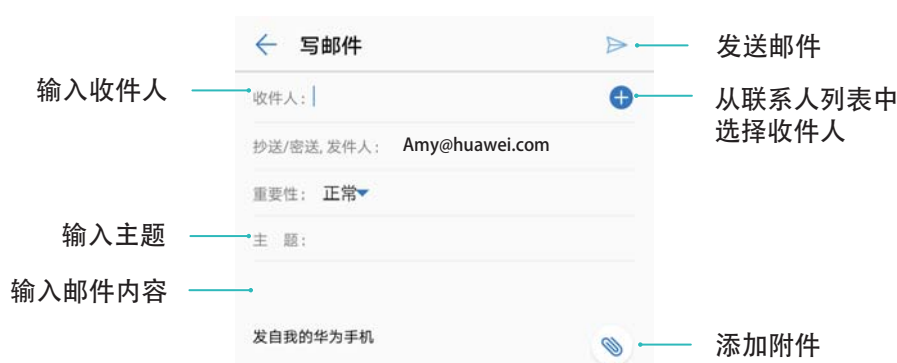 写邮件
发送邮件
输入收件人
收件人：
从联系人列表中
选择收件人
抄送/密送, 发件人： Amy@huawei.com
重要性： 正常
输入主题
主 题：
输入邮件内容
发自我的华为手机
添加附件